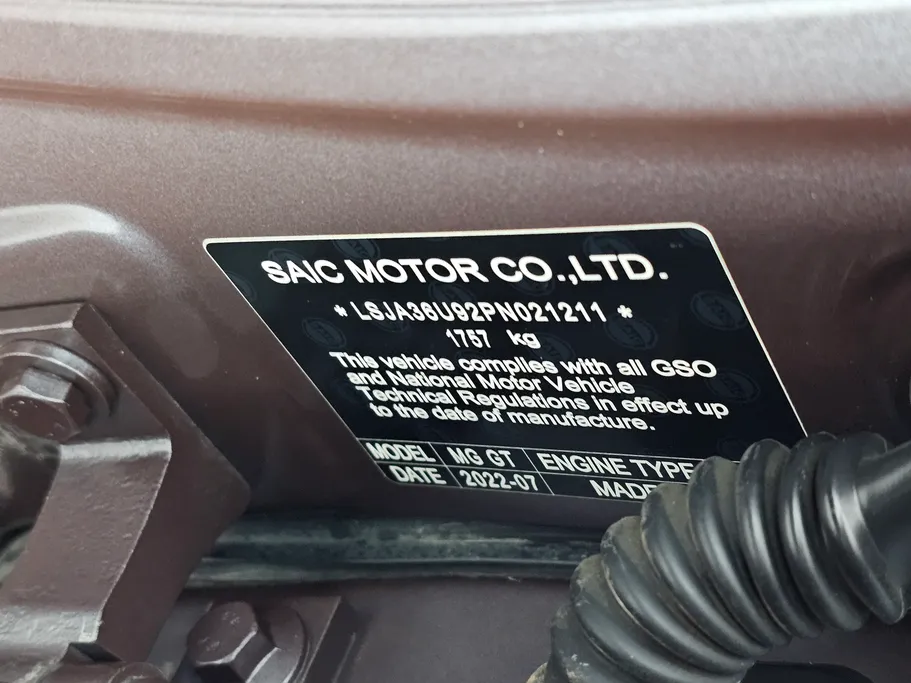 SAIC MOTOR CO.,LTD.
* LSJA36U92PN021211 *
1757 kg
This vehicle complies with all GSO
and National Motor Vehicle
Technical Regulations in effect up
to the date of manufacture.
MODEL MG GT ENGINE TYPE
DATE 2022-07 MADE